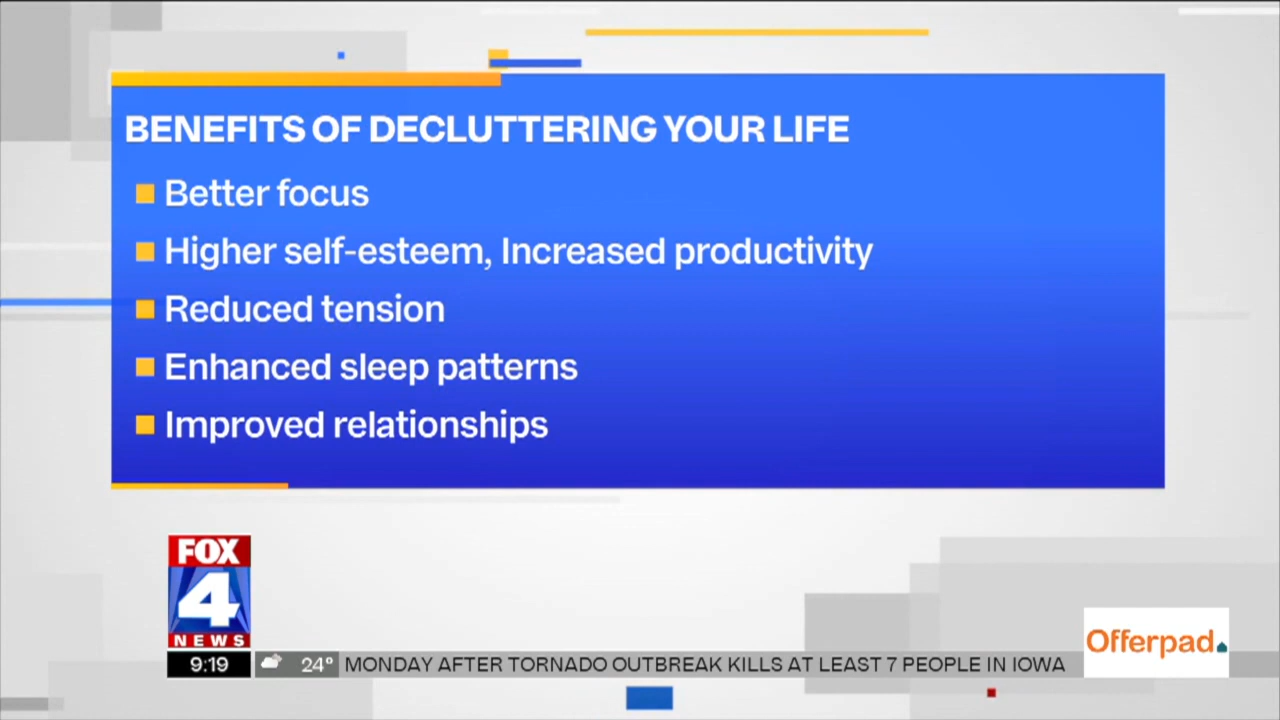 BENEFITS OF DECLUTTERING YOUR LIFE
Better focus
Higher self-esteem, Increased productivity
Reduced tension
Enhanced sleep patterns
Improved relationships
FOX
4
NEWS
9:19
24°
MONDAY AFTER TORNADO OUTBREAK KILLS AT LEAST 7 PEOPLE IN IOWA
Offerpad.